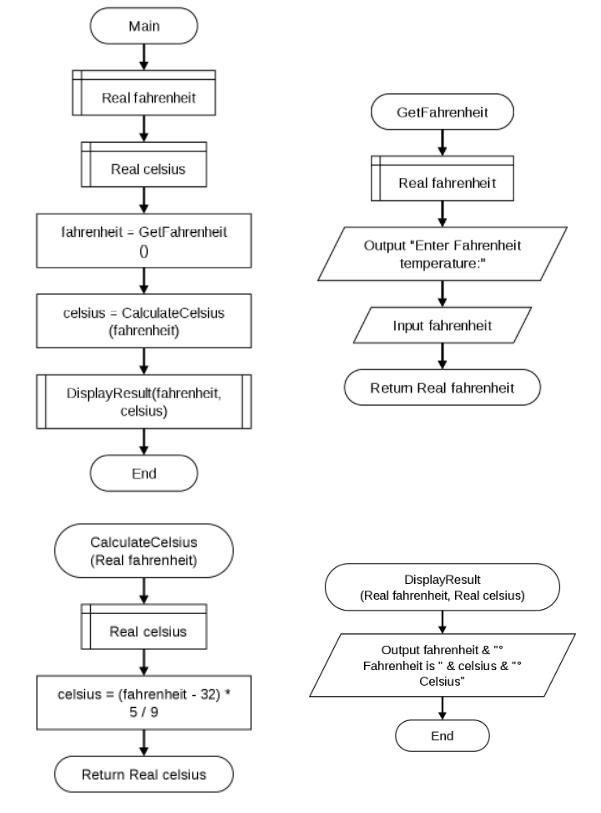 Main
Real fahrenheit
Real celsius
fahrenheit = GetFahrenheit
()
celsius = CalculateCelsius
(fahrenheit)
DisplayResult(fahrenheit,
celsius)
End
GetFahrenheit
Real fahrenheit
Output "Enter Fahrenheit
temperature:"
Input fahrenheit
Return Real fahrenheit
CalculateCelsius
(Real fahrenheit)
Real celsius
celsius = (fahrenheit - 32) *
5 / 9
Return Real celsius
DisplayResult
(Real fahrenheit, Real celsius)
Output fahrenheit & "°
Fahrenheit is " & celsius & "°
Celsius"
End